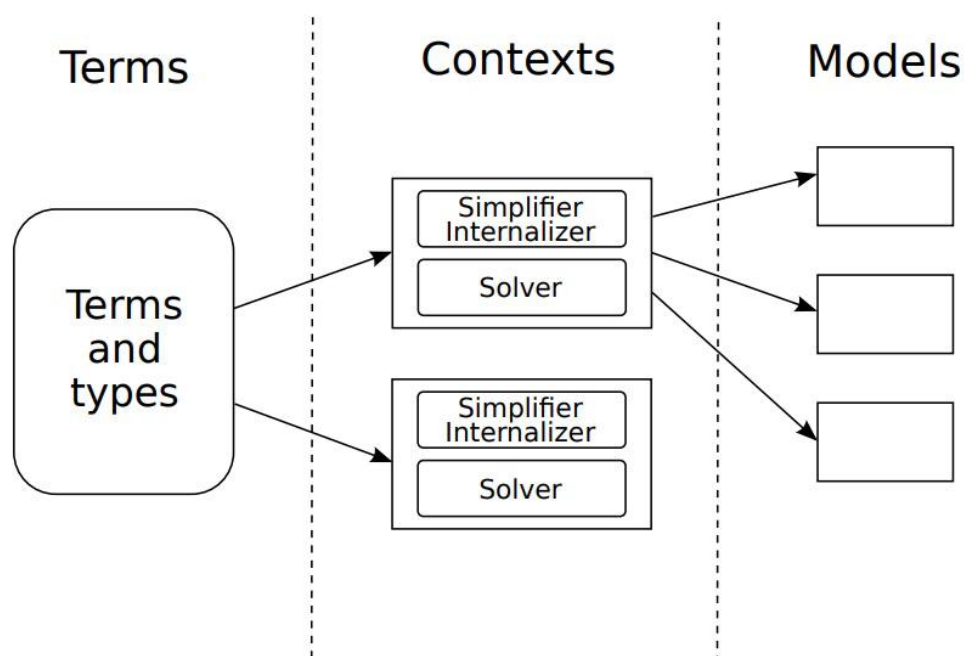 Terms
Contexts
Models
Terms
and
types
Simplifier
Internalizer
Solver
Simplifier
Internalizer
Solver